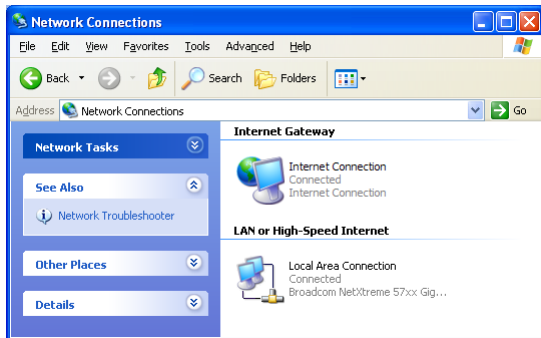 Network Connections
File Edit View Favorites Tools Advanced Help
Back Search Folders
Address Network Connections Go
Network Tasks
See Also
Network Troubleshooter
Other Places
Details
Internet Gateway
Internet Connection
Connected
Internet Connection
LAN or High-Speed Internet
Local Area Connection
Connected
Broadcom NetXtreme 57xx Gig...